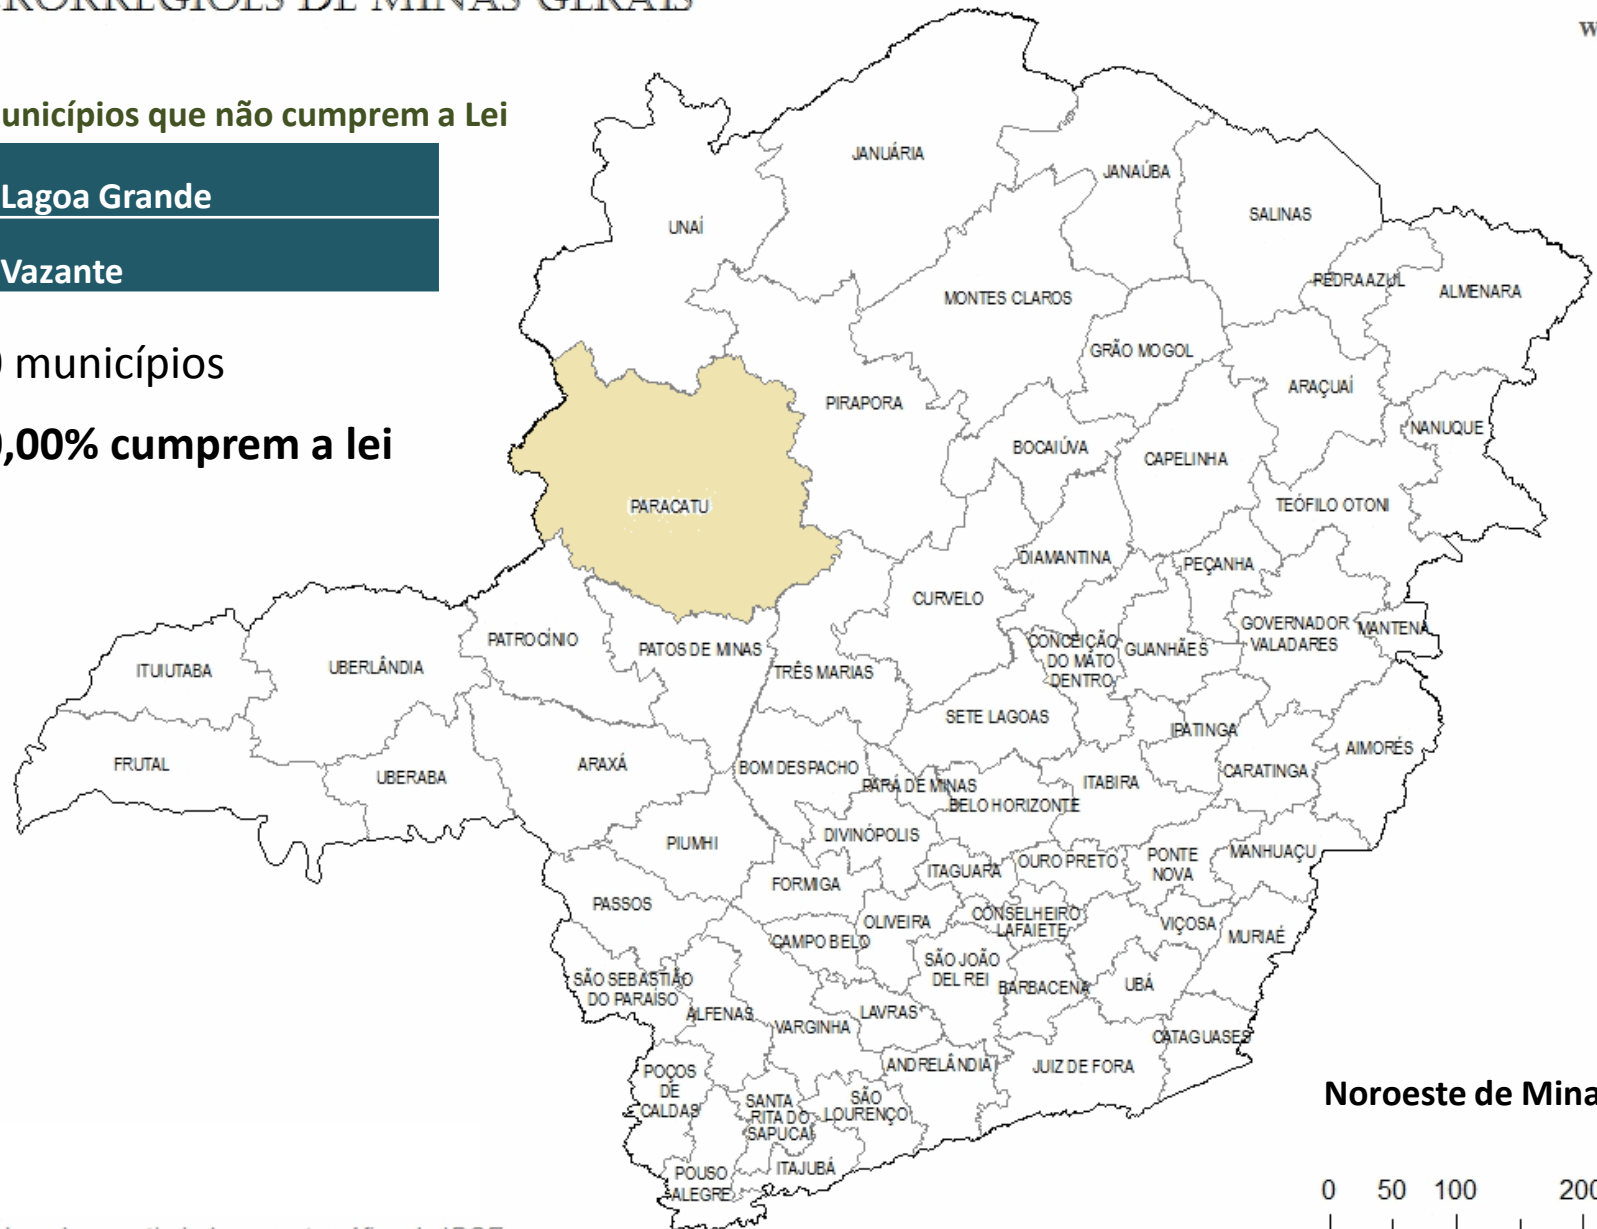 RORREGIÕES DE MINAS GERAIS
unicípios que não cumprem a Lei
Lagoa Grande
Vazante
0 municípios
0,00% cumprem a lei
JANUÁRIA
JANAÚBA
SALINAS
UNAÍ
PEDRA AZUL
ALMENARA
MONTES CLAROS
GRÃO MOGOL
ARAÇUAÍ
PIRAPORA
NANUQUE
BOCAIÚVA
CAPELINHA
PARACATU
TEÓFILO OTONI
DIAMANTINA
PEÇANHA
CURVELO
GOVERNADOR
VALADARES
MANTENA
PATROCÍNIO
PATOS DE MINAS
CONCEIÇÃO
DO MATO
DENTRO
GUANHÃES
ITUIUTABA
UBERLÂNDIA
TRÊS MARIAS
SETE LAGOAS
IPATINGA
AIMORÉS
FRUTAL
UBERABA
ARAXÁ
BOM DESPACHO
CARATINGA
PARÁ DE MINAS
ITABIRA
BELO HORIZONTE
DIVINÓPOLIS
PIUMHI
ITAGUARA
OURO PRETO
PONTE
NOVA
MANHUAÇU
FORMIGA
PASSOS
OLIVEIRA
CONSELHEIRO
LAFAIETE
VIÇOSA
MURIAÉ
CAMPO BELO
SÃO JOÃO
DEL REI
SÃO SEBASTIÃO
DO PARAÍSO
BARBACENA
UBÁ
ALFENAS
LAVRAS
VARGINHA
CATAGUASES
ANDRELÂNDIA
JUIZ DE FORA
POÇOS
DE
CALDAS
SANTA
RITA DO
SAPUCAÍ
SÃO
LOURENÇO
Noroeste de Mina
ITAJUBÁ
POUSO
ALEGRE
0 50 100 200